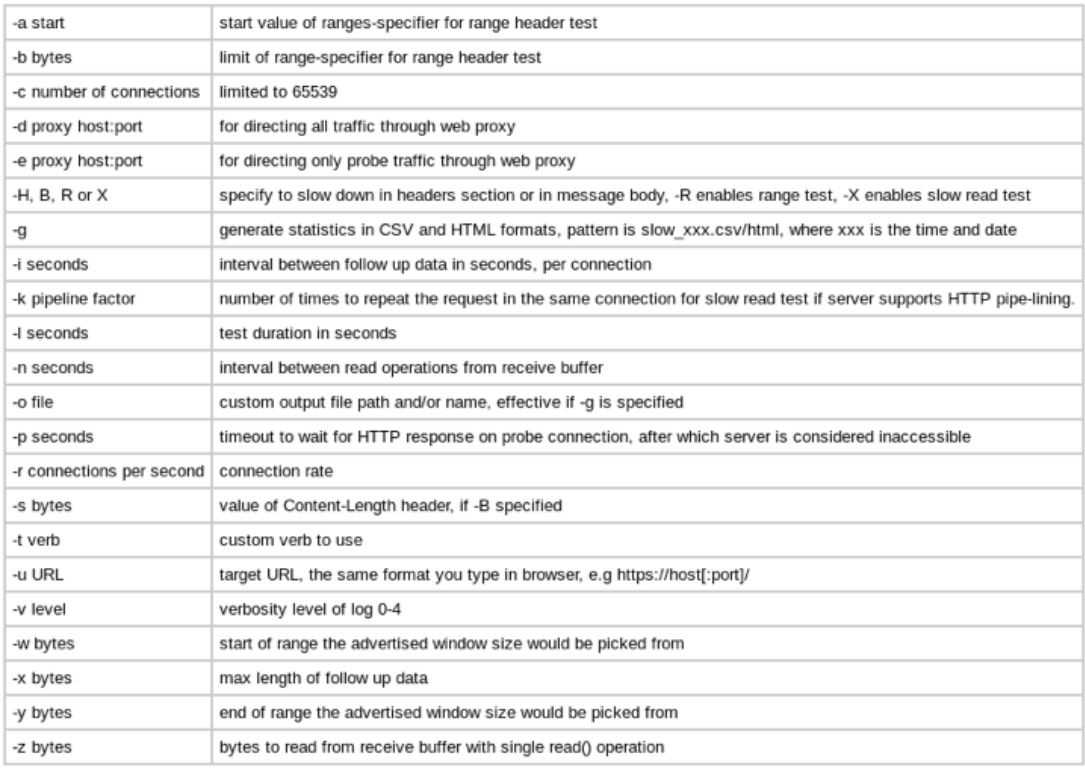 -a start start value of ranges-specifier for range header test
-b bytes limit of range-specifier for range header test
-c number of connections limited to 65539
-d proxy host:port for directing all traffic through web proxy
-e proxy host:port for directing only probe traffic through web proxy
-H, B, R or X specify to slow down in headers section or in message body, -R enables range test, -X enables slow read test
-g generate statistics in CSV and HTML formats, pattern is slow_xxx.csv/html, where xxx is the time and date
-i seconds interval between follow up data in seconds, per connection
-k pipeline factor number of times to repeat the request in the same connection for slow read test if server supports HTTP pipe-lining.
-l seconds test duration in seconds
-n seconds interval between read operations from receive buffer
-o file custom output file path and/or name, effective if -g is specified
-p seconds timeout to wait for HTTP response on probe connection, after which server is considered inaccessible
-r connections per second connection rate
-s bytes value of Content-Length header, if -B specified
-t verb custom verb to use
-u URL target URL, the same format you type in browser, e.g https://host[:port]/
-v level verbosity level of log 0-4
-w bytes start of range the advertised window size would be picked from
-x bytes max length of follow up data
-y bytes end of range the advertised window size would be picked from
-z bytes bytes to read from receive buffer with single read() operation